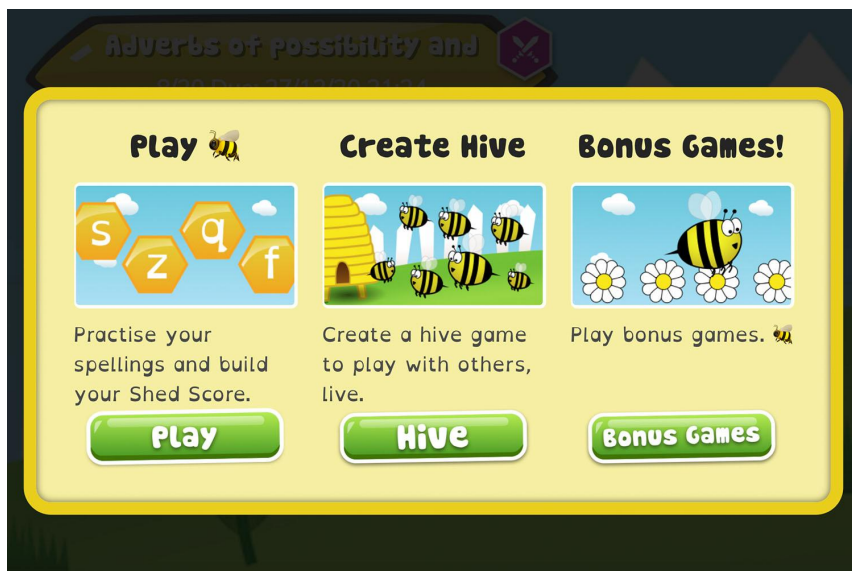 Adverbs of possibility and
Play
Create Hive
Bonus Games!
s
z
q
f
Practise your
spellings and build
your Shed Score.
Create a hive game
to play with others,
live.
Play bonus games.
Play
Hive
Bonus Games